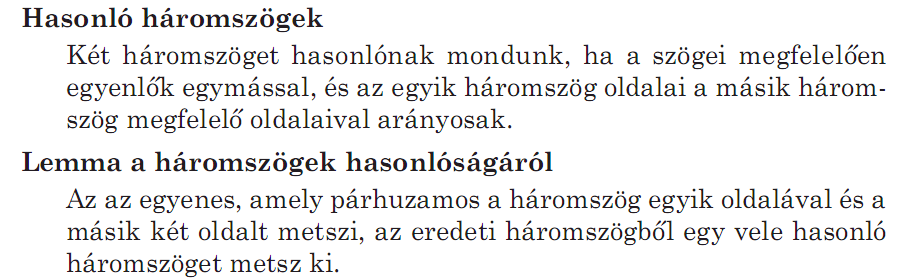 Hasonló háromszögek
Két háromszöget hasonlónak mondunk, ha a szögei megfelelően
egyenlők egymással, és az egyik háromszög oldalai a másik három-
szög megfelelő oldalaival arányosak.
Lemma a háromszögek hasonlóságáról
Az az egyenes, amely párhuzamos a háromszög egyik oldalával és a
másik két oldalt metszi, az eredeti háromszögből egy vele hasonló
háromszöget metsz ki.